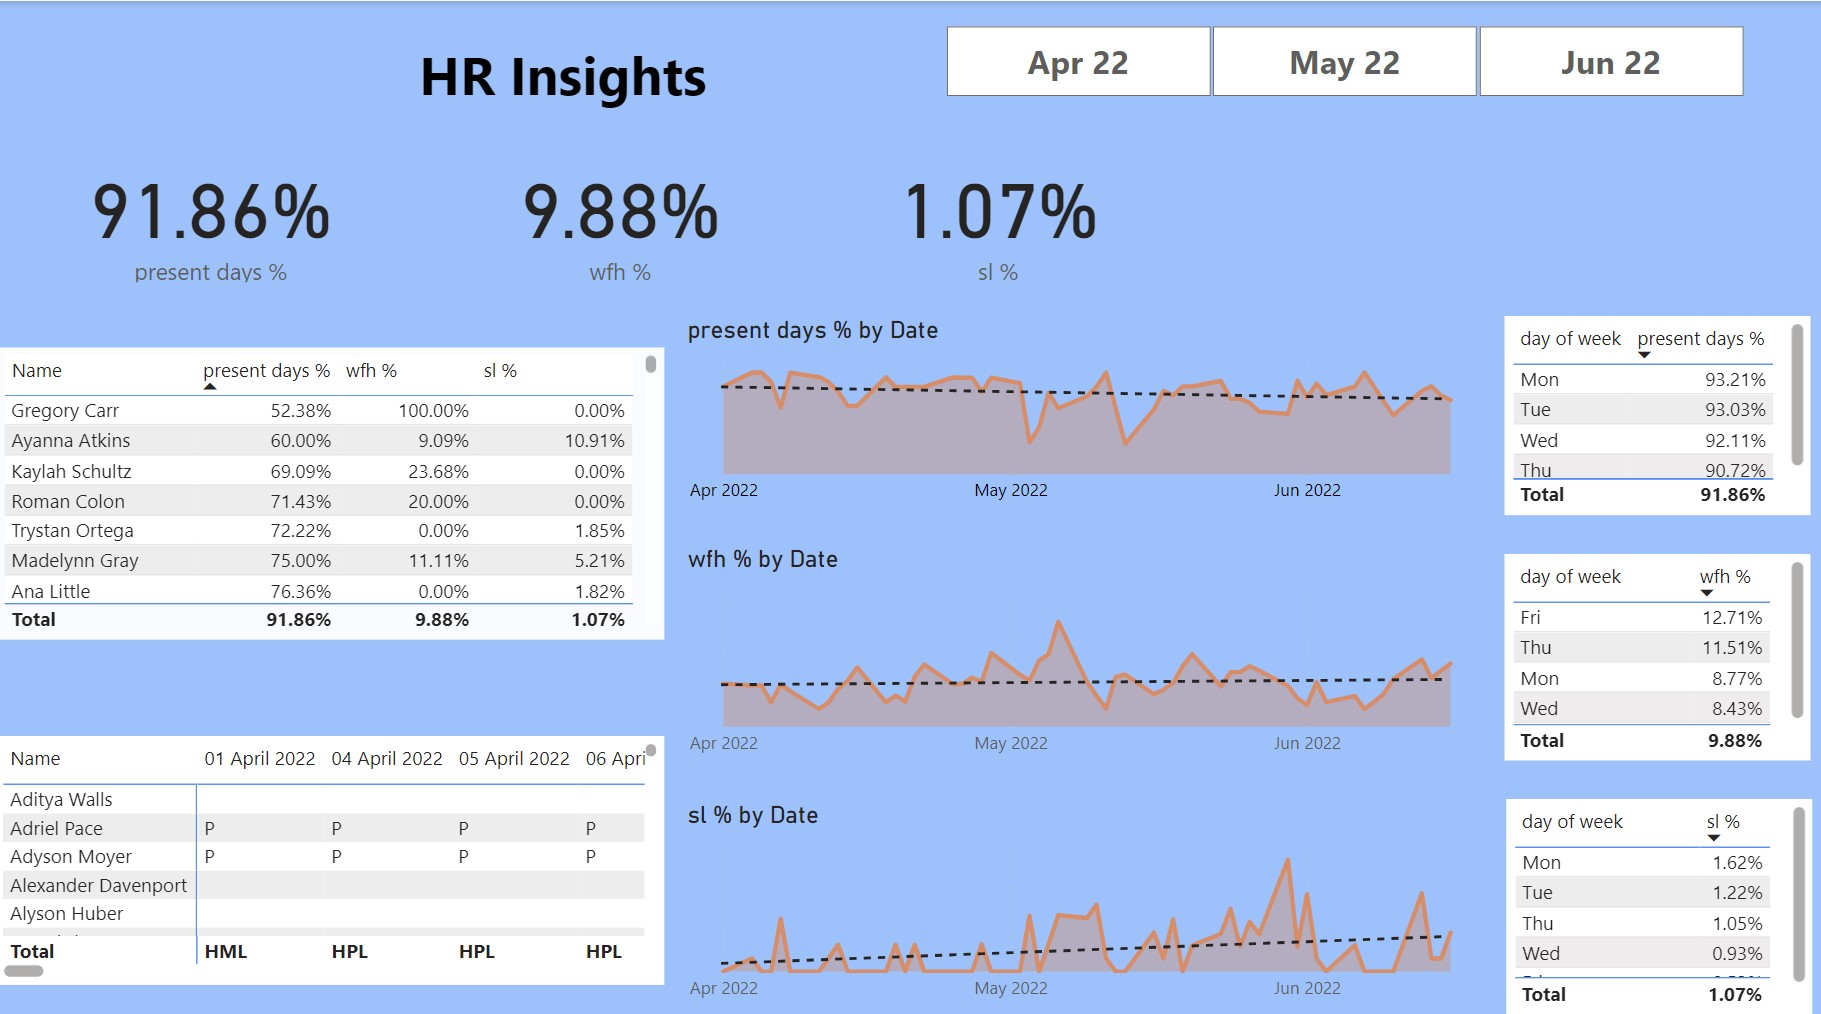 HR Insights
Apr 22
May 22
Jun 22
91.86%
present days %
9.88%
wfh %
1.07%
sl %
Name present days % wfh % sl %
Gregory Carr 52.38% 100.00% 0.00%
Ayanna Atkins 60.00% 9.09% 10.91%
Kaylah Schultz 69.09% 23.68% 0.00%
Roman Colon 71.43% 20.00% 0.00%
Trystan Ortega 72.22% 0.00% 1.85%
Madelynn Gray 75.00% 11.11% 5.21%
Ana Little 76.36% 0.00% 1.82%
Total 91.86% 9.88% 1.07%
Name 01 April 2022 04 April 2022 05 April 2022 06 Apri
Aditya Walls
Adriel Pace P P P P
Adyson Moyer P P P P
Alexander Davenport
Alyson Huber
Total HML HPL HPL HPL
present days % by Date
Apr 2022 May 2022 Jun 2022
wfh % by Date
Apr 2022 May 2022 Jun 2022
sl % by Date
Apr 2022 May 2022 Jun 2022
day of week present days %
Mon 93.21%
Tue 93.03%
Wed 92.11%
Thu 90.72%
Total 91.86%
day of week wfh %
Fri 12.71%
Thu 11.51%
Mon 8.77%
Wed 8.43%
Total 9.88%
day of week sl %
Mon 1.62%
Tue 1.22%
Thu 1.05%
Wed 0.93%
Total 1.07%